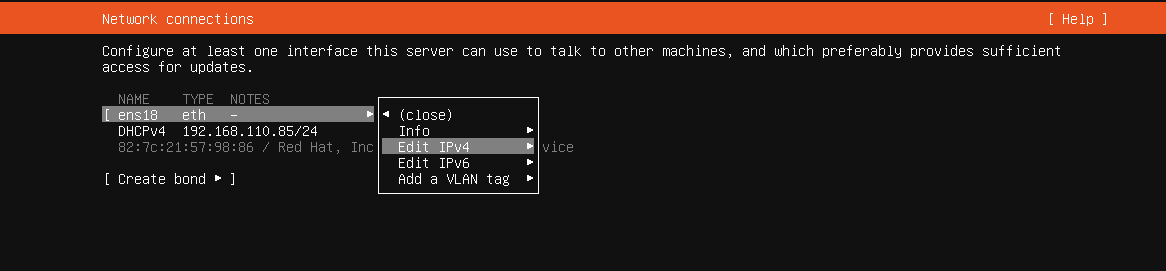 Network connections [ Help ]
Configure at least one interface this server can use to talk to other machines, and which preferably provides sufficient
access for updates.
NAME TYPE NOTES
[ ens18 eth – ▸ ◂ (close)
DHCPv4 192.168.110.85/24 Info ▸
82:7c:21:57:98:86 / Red Hat, Inc Edit IPv4 ▸ vice
Edit IPv6 ▸
[ Create bond ▸ ] Add a VLAN tag ▸